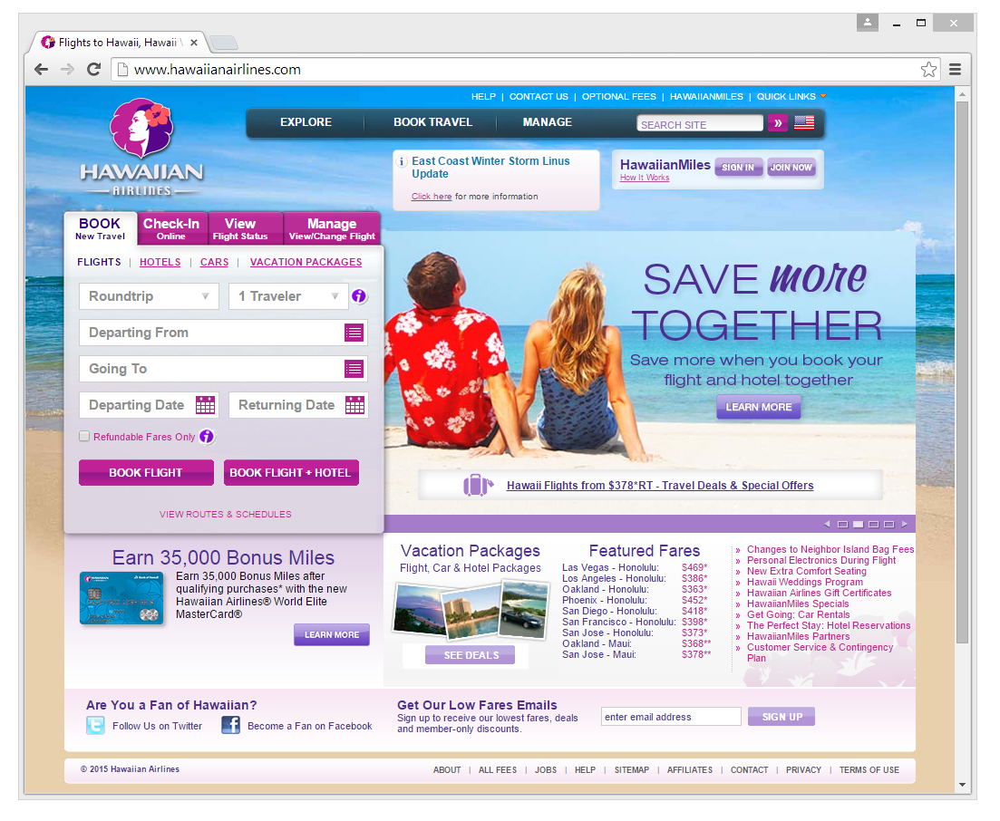 Flights to Hawaii, Hawaii V
www.hawaiianairlines.com
HELP | CONTACT US | OPTIONAL FEES | HAWAIIANMILES | QUICK LINKS
EXPLORE | BOOK TRAVEL | MANAGE
SEARCH SITE »
HAWAIIAN
AIRLINES
East Coast Winter Storm Linus
Update
Click here for more information
HawaiianMiles SIGN IN JOIN NOW
How It Works
BOOK
New Travel
Check-In
Online
View
Flight Status
Manage
View/Change Flight
FLIGHTS | HOTELS | CARS | VACATION PACKAGES
Roundtrip
1 Traveler
Departing From
Going To
Departing Date
Returning Date
Refundable Fares Only
BOOK FLIGHT
BOOK FLIGHT + HOTEL
VIEW ROUTES & SCHEDULES
SAVE more
TOGETHER
Save more when you book your
flight and hotel together
LEARN MORE
Hawaii Flights from $378*RT - Travel Deals & Special Offers
Earn 35,000 Bonus Miles
Earn 35,000 Bonus Miles after
qualifying purchases* with the new
Hawaiian Airlines® World Elite
MasterCard®
LEARN MORE
Vacation Packages
Flight, Car & Hotel Packages
SEE DEALS
Featured Fares
Las Vegas - Honolulu: $469*
Los Angeles - Honolulu: $386*
Oakland - Honolulu: $363*
Phoenix - Honolulu: $452*
San Diego - Honolulu: $418*
San Francisco - Honolulu: $398*
San Jose - Honolulu: $373*
Oakland - Maui: $368**
San Jose - Maui: $378**
» Changes to Neighbor Island Bag Fees
» Personal Electronics During Flight
» New Extra Comfort Seating
» Hawaii Weddings Program
» Hawaiian Airlines Gift Certificates
» HawaiianMiles Specials
» Get Going: Car Rentals
» The Perfect Stay: Hotel Reservations
» HawaiianMiles Partners
» Customer Service & Contingency
Plan
Are You a Fan of Hawaiian?
Follow Us on Twitter
Become a Fan on Facebook
Get Our Low Fares Emails
Sign up to receive our lowest fares, deals
and member-only discounts.
enter email address
SIGN UP
© 2015 Hawaiian Airlines
ABOUT | ALL FEES | JOBS | HELP | SITEMAP | AFFILIATES | CONTACT | PRIVACY | TERMS OF USE